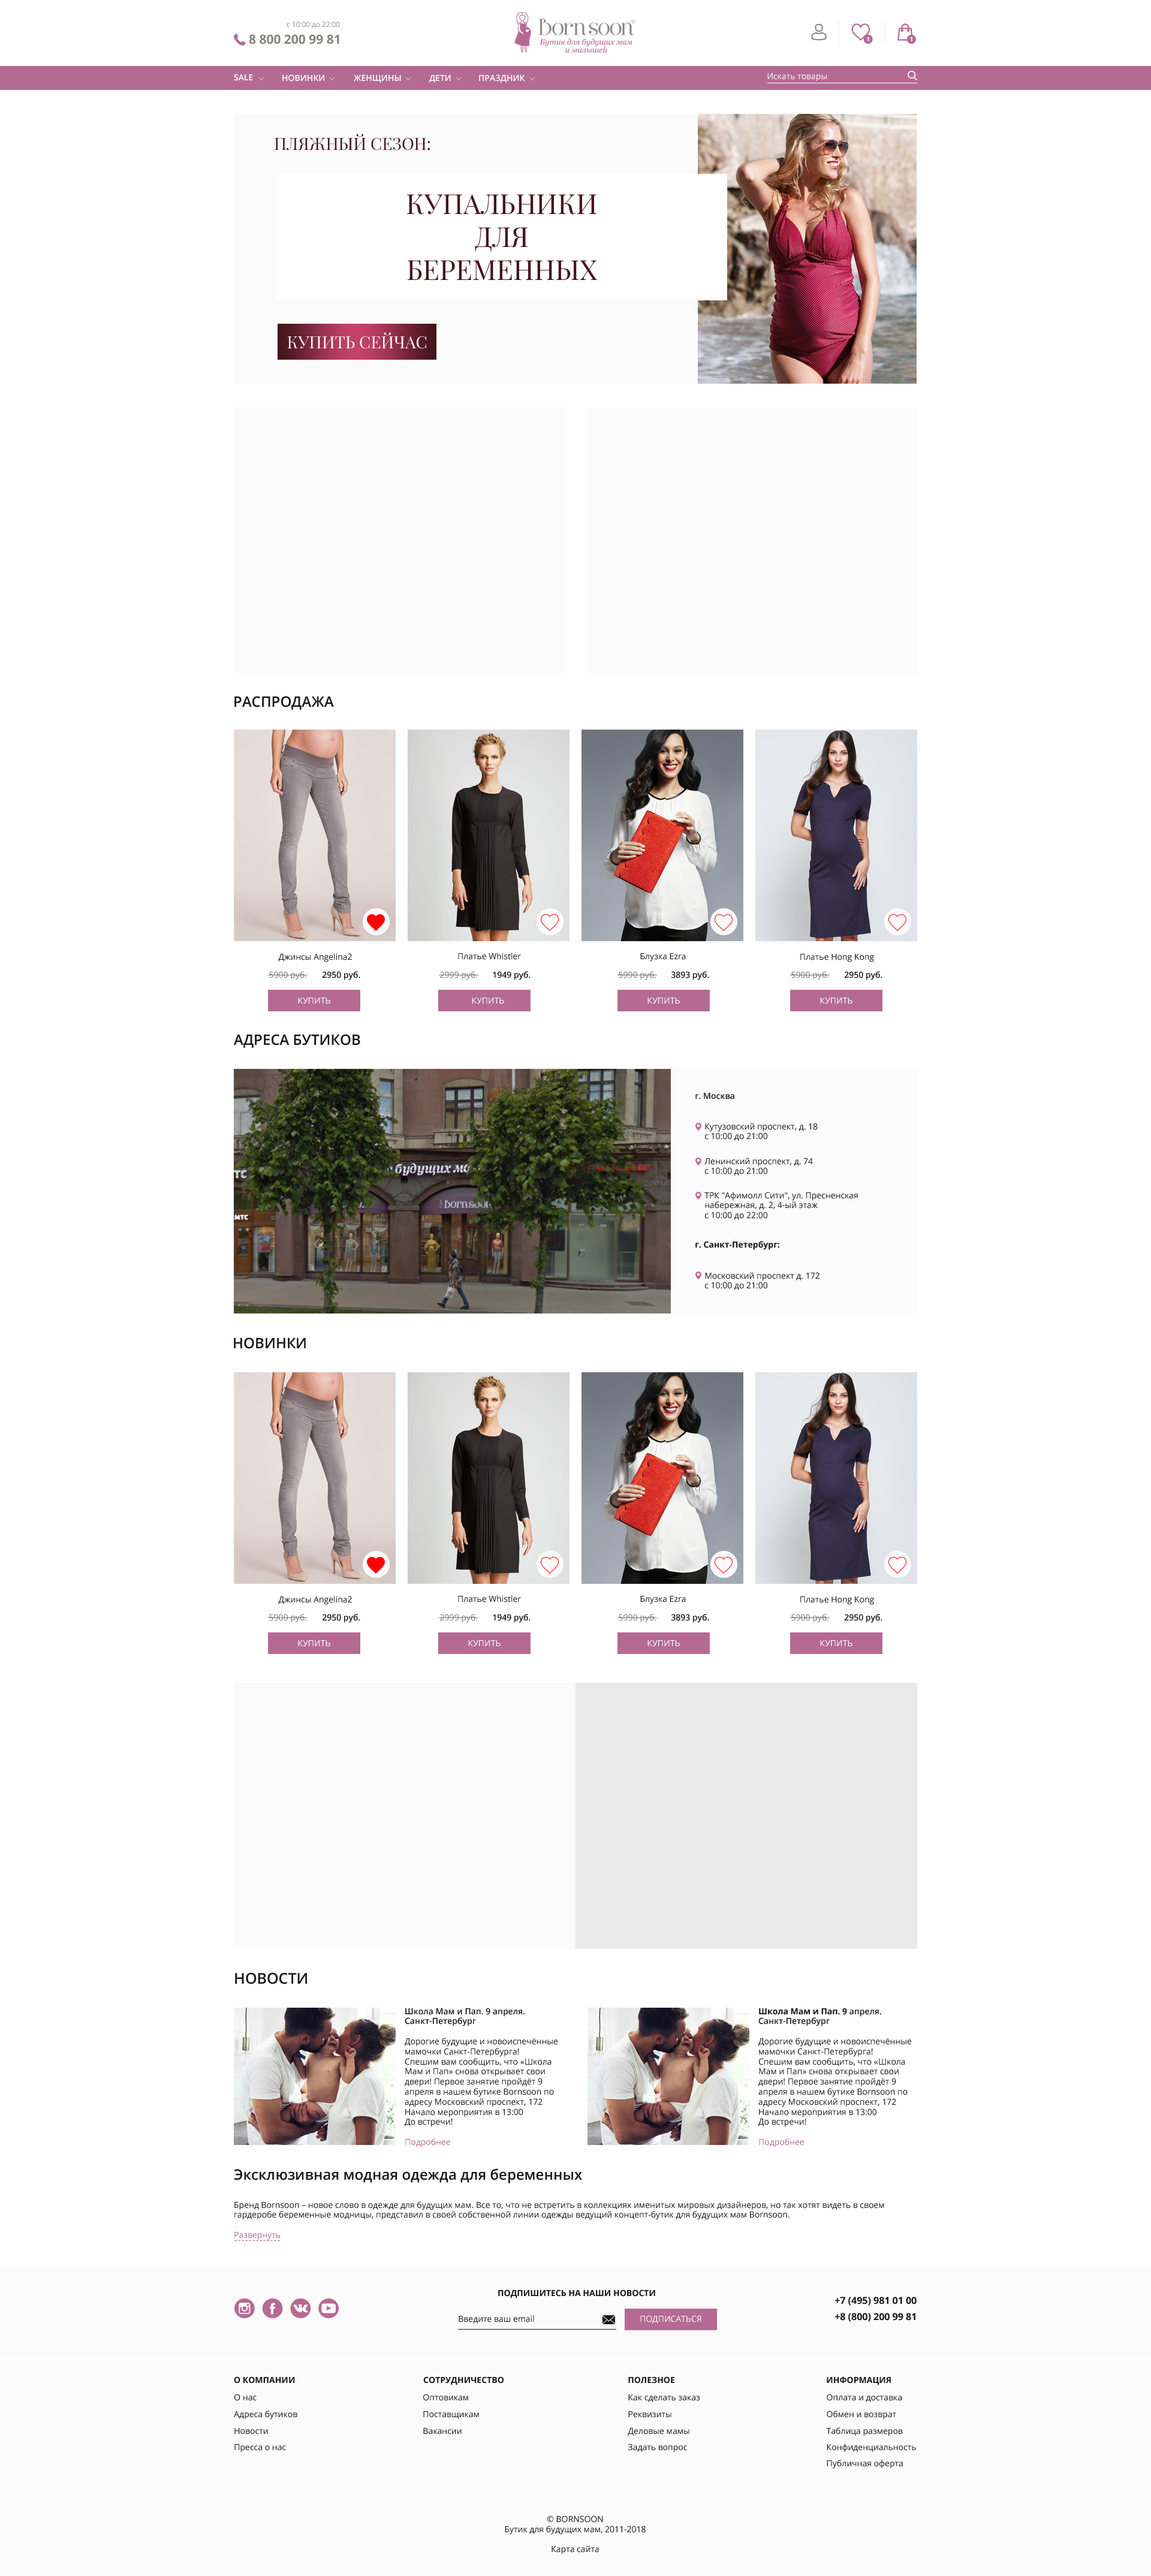 с 10:00 до 22:00
8 800 200 99 81
Bornsoon®
Бутик для будущих мам
и малышей
1
1
SALE НОВИНКИ ЖЕНЩИНЫ ДЕТИ ПРАЗДНИК Искать товары
ПЛЯЖНЫЙ СЕЗОН:
КУПАЛЬНИКИ
ДЛЯ
БЕРЕМЕННЫХ
КУПИТЬ СЕЙЧАС
РАСПРОДАЖА
Джинсы Angelina2
5900 руб. 2950 руб.
КУПИТЬ
Платье Whistler
2999 руб. 1949 руб.
КУПИТЬ
Блузка Ezra
5990 руб. 3893 руб.
КУПИТЬ
Платье Hong Kong
5900 руб. 2950 руб.
КУПИТЬ
АДРЕСА БУТИКОВ
будущих
Bornsoon
мтс
г. Москва
Кутузовский проспект, д. 18
с 10:00 до 21:00
Ленинский проспект, д. 74
с 10:00 до 21:00
ТРК "Афимолл Сити", ул. Пресненская
набережная, д. 2, 4-ый этаж
с 10:00 до 22:00
г. Санкт-Петербург:
Московский проспект д. 172
с 10:00 до 21:00
НОВИНКИ
Джинсы Angelina2
5900 руб. 2950 руб.
КУПИТЬ
Платье Whistler
2999 руб. 1949 руб.
КУПИТЬ
Блузка Ezra
5990 руб. 3893 руб.
КУПИТЬ
Платье Hong Kong
5900 руб. 2950 руб.
КУПИТЬ
НОВОСТИ
Школа Мам и Пап. 9 апреля.
Санкт-Петербург
Дорогие будущие и новоиспечённые
мамочки Санкт-Петербурга!
Спешим вам сообщить, что «Школа
Мам и Пап» снова открывает свои
двери! Первое занятие пройдёт 9
апреля в нашем бутике Bornsoon по
адресу Московский проспект, 172
Начало мероприятия в 13:00
До встречи!
Подробнее
Школа Мам и Пап. 9 апреля.
Санкт-Петербург
Дорогие будущие и новоиспечённые
мамочки Санкт-Петербурга!
Спешим вам сообщить, что «Школа
Мам и Пап» снова открывает свои
двери! Первое занятие пройдёт 9
апреля в нашем бутике Bornsoon по
адресу Московский проспект, 172
Начало мероприятия в 13:00
До встречи!
Подробнее
Эксклюзивная модная одежда для беременных
Бренд Bornsoon – новое слово в одежде для будущих мам. Все то, что не встретить в коллекциях именитых мировых дизайнеров, но так хотят видеть в своем
гардеробе беременные модницы, представил в своей собственной линии одежды ведущий концепт-бутик для будущих мам Bornsoon.
Развернуть
ПОДПИШИТЕСЬ НА НАШИ НОВОСТИ
Введите ваш email
ПОДПИСАТЬСЯ
+7 (495) 981 01 00
+8 (800) 200 99 81
О КОМПАНИИ
О нас
Адреса бутиков
Новости
Пресса о нас
СОТРУДНИЧЕСТВО
Оптовикам
Поставщикам
Вакансии
ПОЛЕЗНОЕ
Как сделать заказ
Реквизиты
Деловые мамы
Задать вопрос
ИНФОРМАЦИЯ
Оплата и доставка
Обмен и возврат
Таблица размеров
Конфиденциальность
Публичная оферта
© BORNSOON
Бутик для будущих мам, 2011-2018
Карта сайта